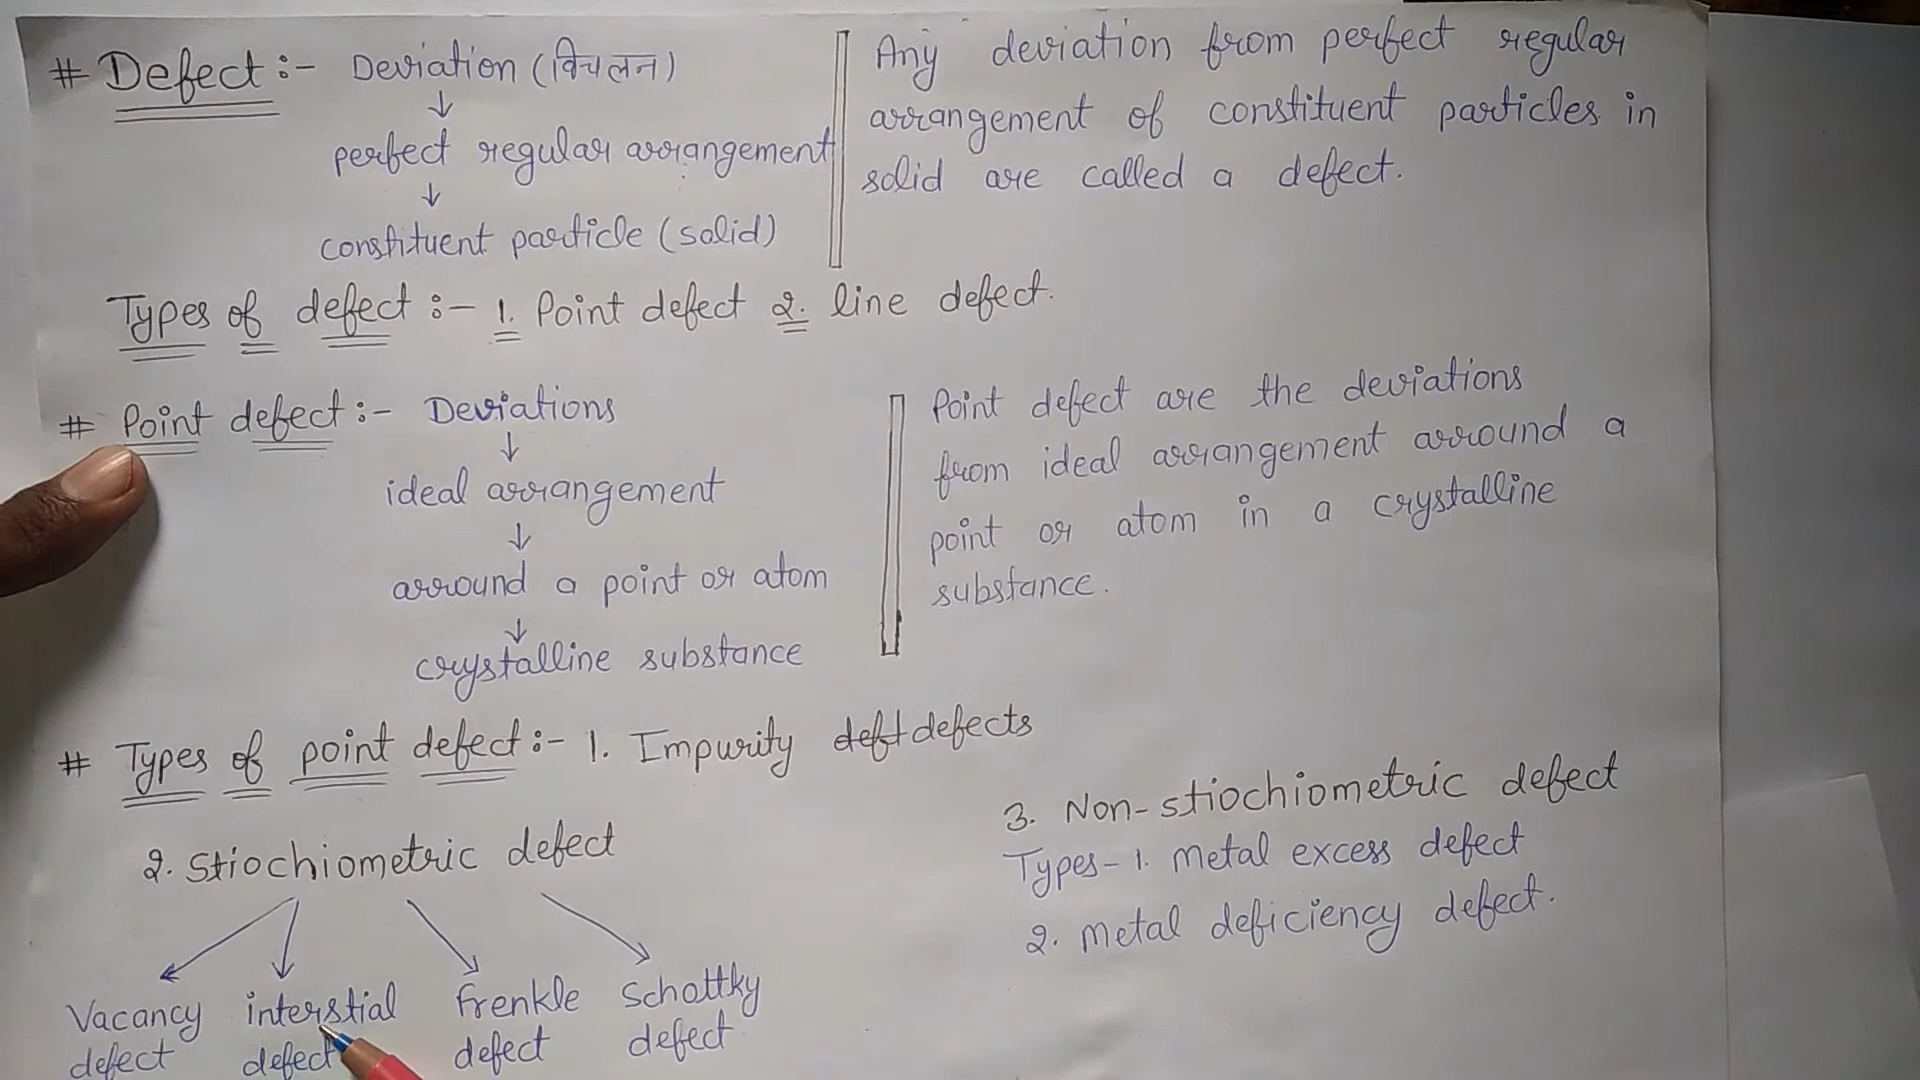 # Defect :- Deviation (विचलन)
↓
perfect regular arrangement
↓
constituent particle (solid)
Any deviation from perfect regular
arrangement of constituent particles in
solid are called a defect.
Types of defect :- 1. Point defect 2. line defect.
# Point defect :- Deviations
↓
ideal arrangement
↓
arround a point or atom
↓
crystalline substance
Point defect are the deviations
from ideal arrangement arround a
point or atom in a crystalline
substance.
# Types of point defect :- 1. Impurity defects
2. Stiochiometric defect
Vacancy defect
interstial defect
frenkle defect
Schottky defect
3. Non-stiochiometric defect
Types- 1. Metal excess defect
2. Metal deficiency defect.